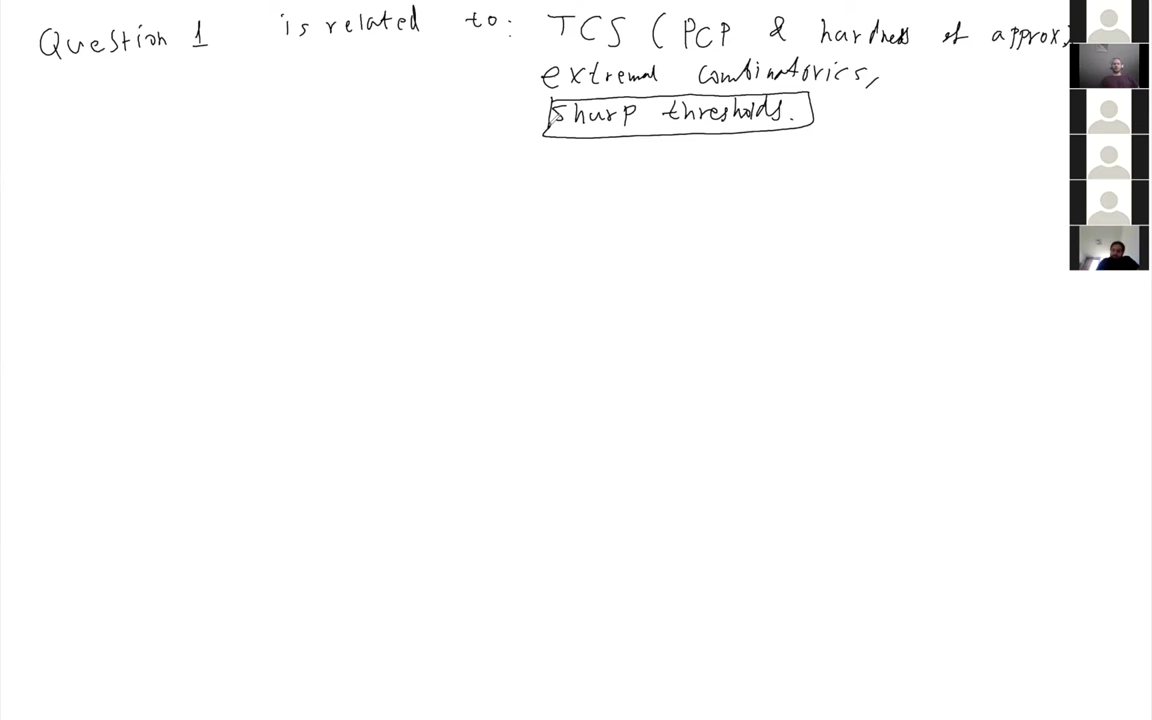 Question 1 is related to: TCS (PCP & hardness of approx)
extremal combinatorics,
sharp thresholds.